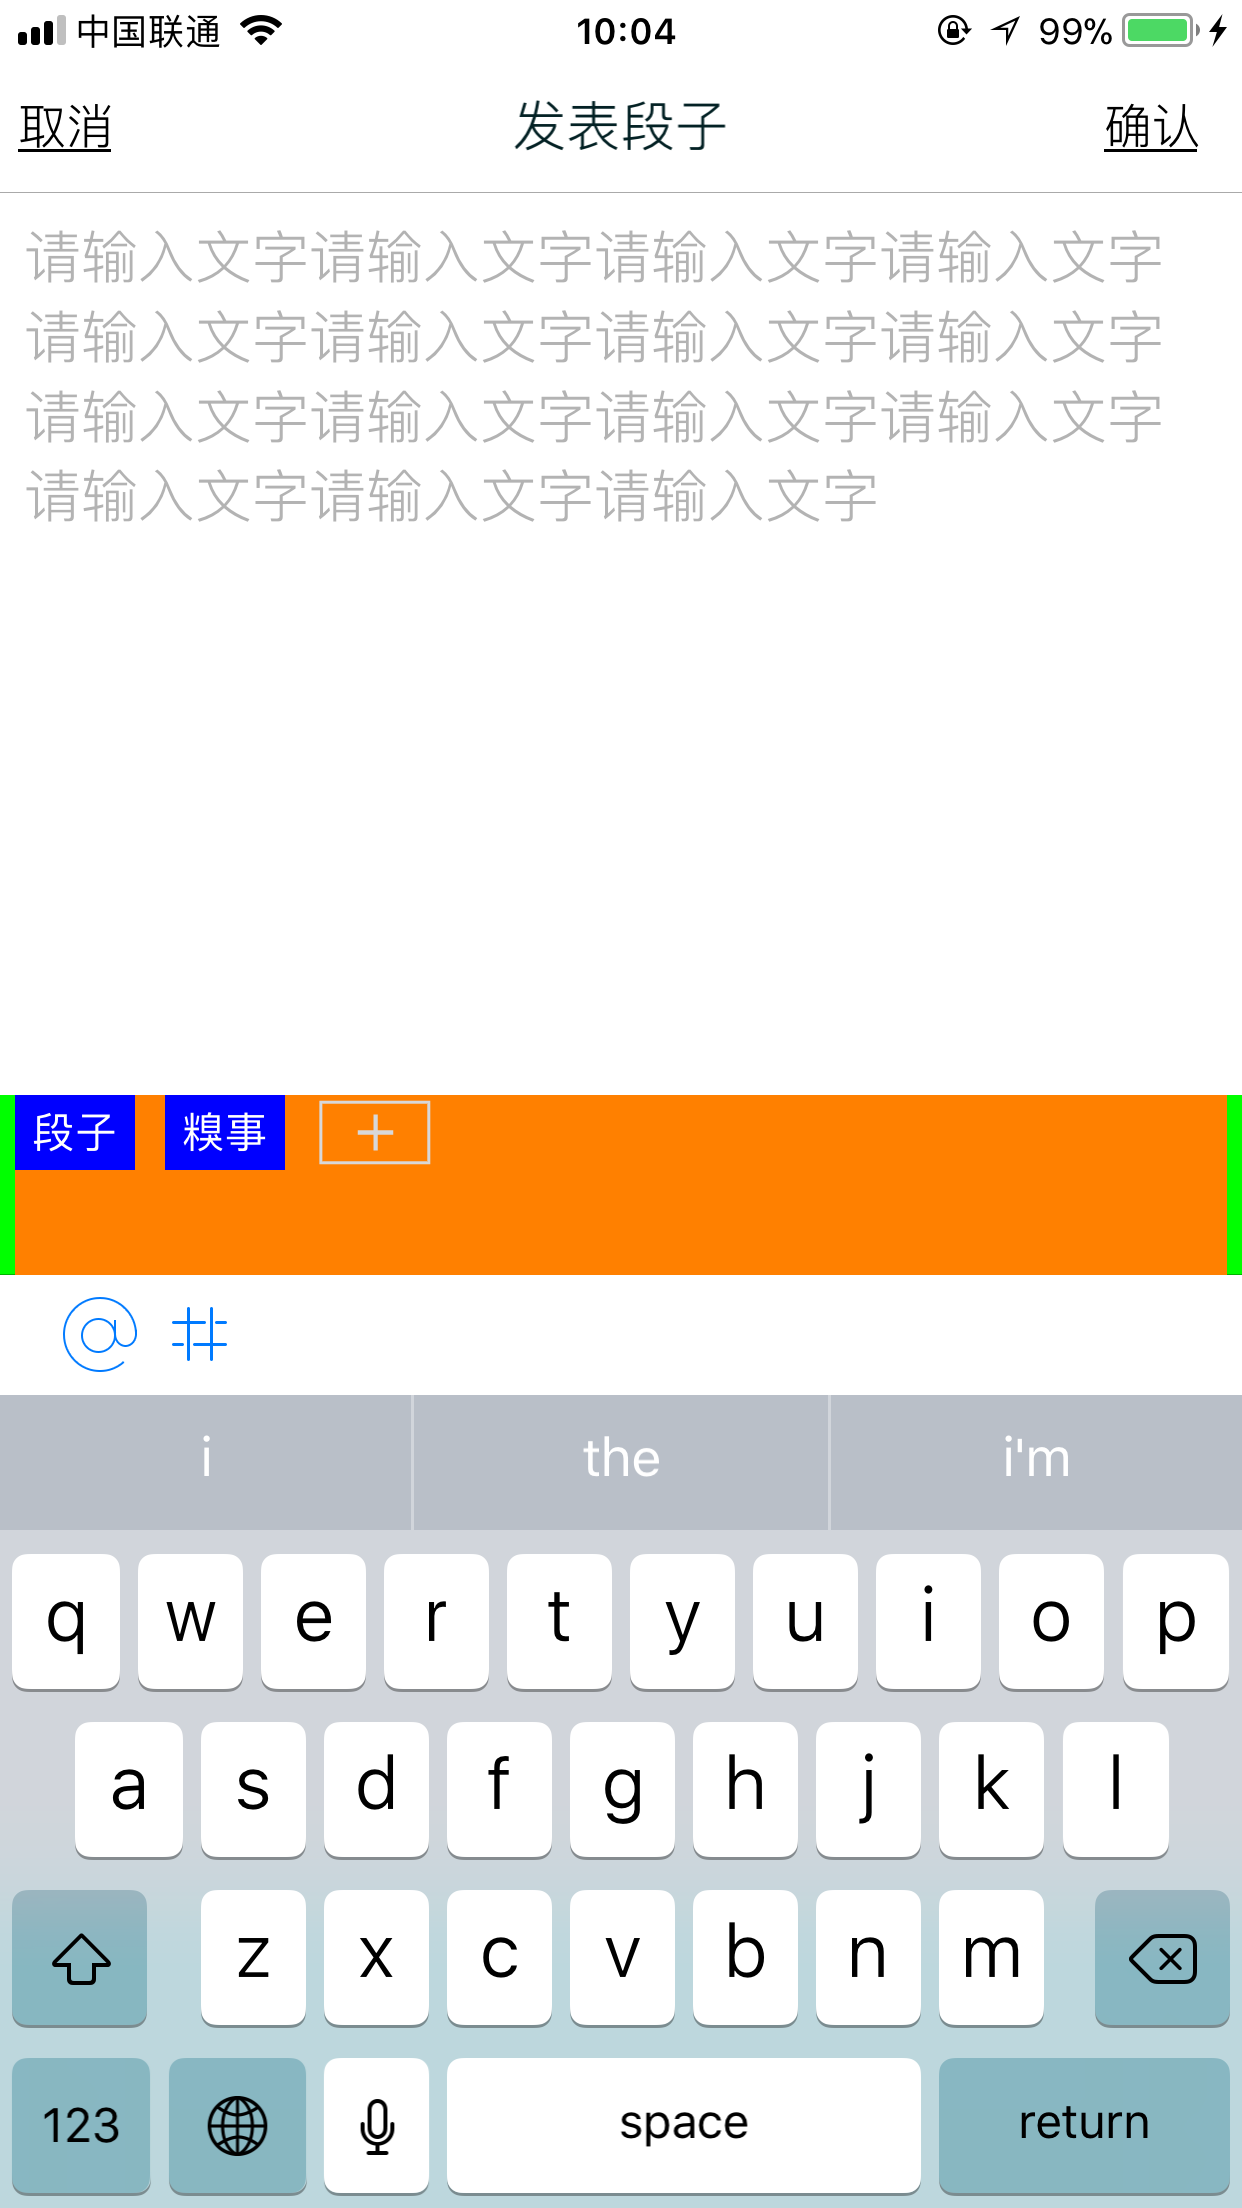 中国联通 10:04 99%
取消 发表段子 确认
请输入文字请输入文字请输入文字请输入文字
请输入文字请输入文字请输入文字请输入文字
请输入文字请输入文字请输入文字请输入文字
请输入文字请输入文字请输入文字
段子 糗事 +
@ #
i the i'm
q w e r t y u i o p
a s d f g h j k l
z x c v b n m
123 space return